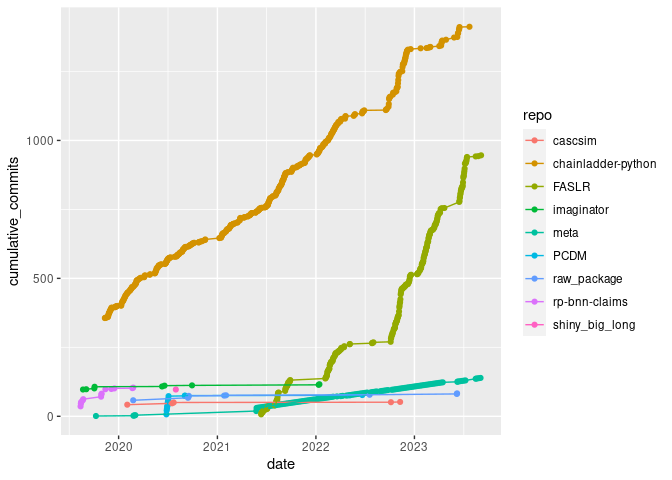 cumulative_commits
1000
500
0
2020 2021 2022 2023
date
repo
cascsim
chainladder-python
FASLR
imaginator
meta
PCDM
raw_package
rp-bnn-claims
shiny_big_long